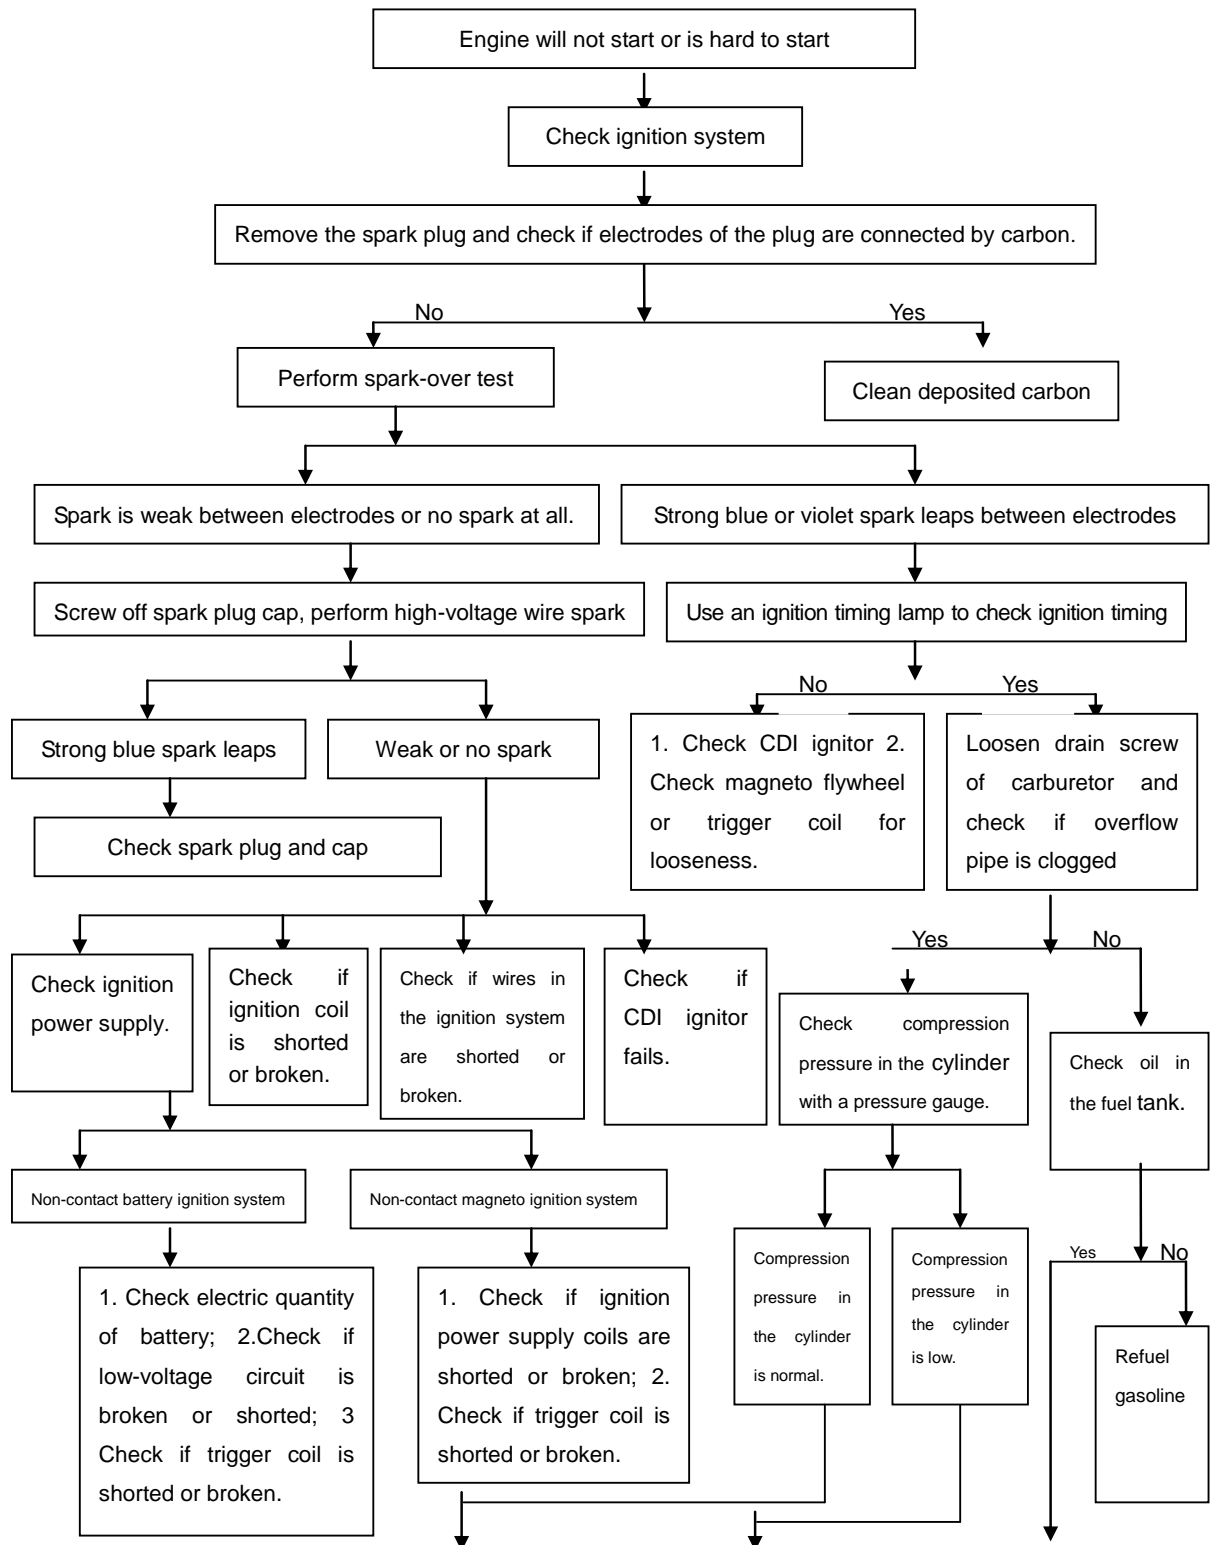 Engine will not start or is hard to start
Check ignition system
Remove the spark plug and check if electrodes of the plug are connected by carbon.
No
Yes
Perform spark-over test
Clean deposited carbon
Spark is weak between electrodes or no spark at all.
Strong blue or violet spark leaps between electrodes
Screw off spark plug cap, perform high-voltage wire spark
Use an ignition timing lamp to check ignition timing
No
Yes
Strong blue spark leaps
Weak or no spark
1. Check CDI ignitor 2.
Check magneto flywheel
or trigger coil for
looseness.
Loosen drain screw
of carburetor and
check if overflow
pipe is clogged
Check spark plug and cap
Yes
No
Check ignition
power supply.
Check if
ignition coil
is shorted
or broken.
Check if wires in
the ignition system
are shorted or
broken.
Check if
CDI ignitor
fails.
Check compression
pressure in the cylinder
with a pressure gauge.
Check oil in
the fuel tank.
Non-contact battery ignition system
Non-contact magneto ignition system
Compression
pressure in
the cylinder
is normal.
Compression
pressure in
the cylinder
is low.
Yes
No
1. Check electric quantity
of battery; 2.Check if
low-voltage circuit is
broken or shorted; 3
Check if trigger coil is
shorted or broken.
1. Check if ignition
power supply coils are
shorted or broken; 2.
Check if trigger coil is
shorted or broken.
Refuel
gasoline